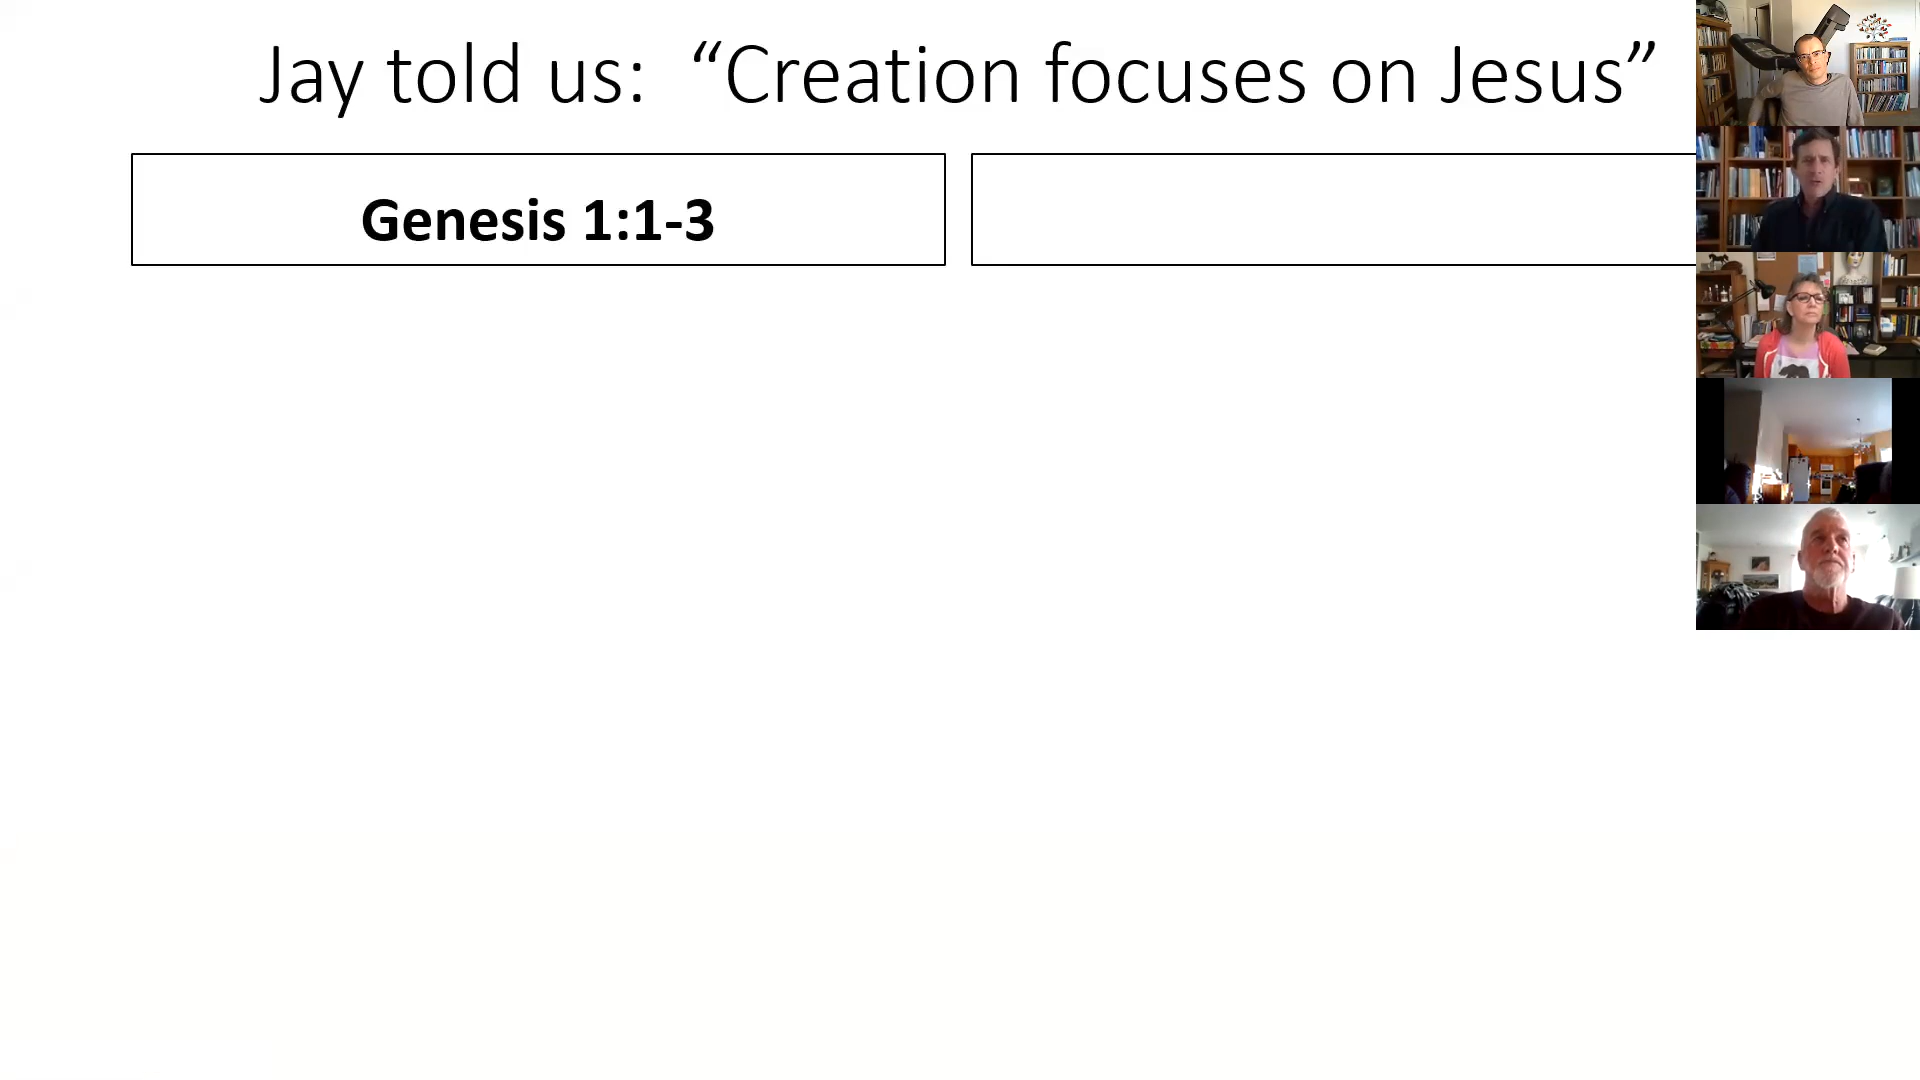 Jay told us:  “Creation focuses on Jesus”
Genesis 1:1-3